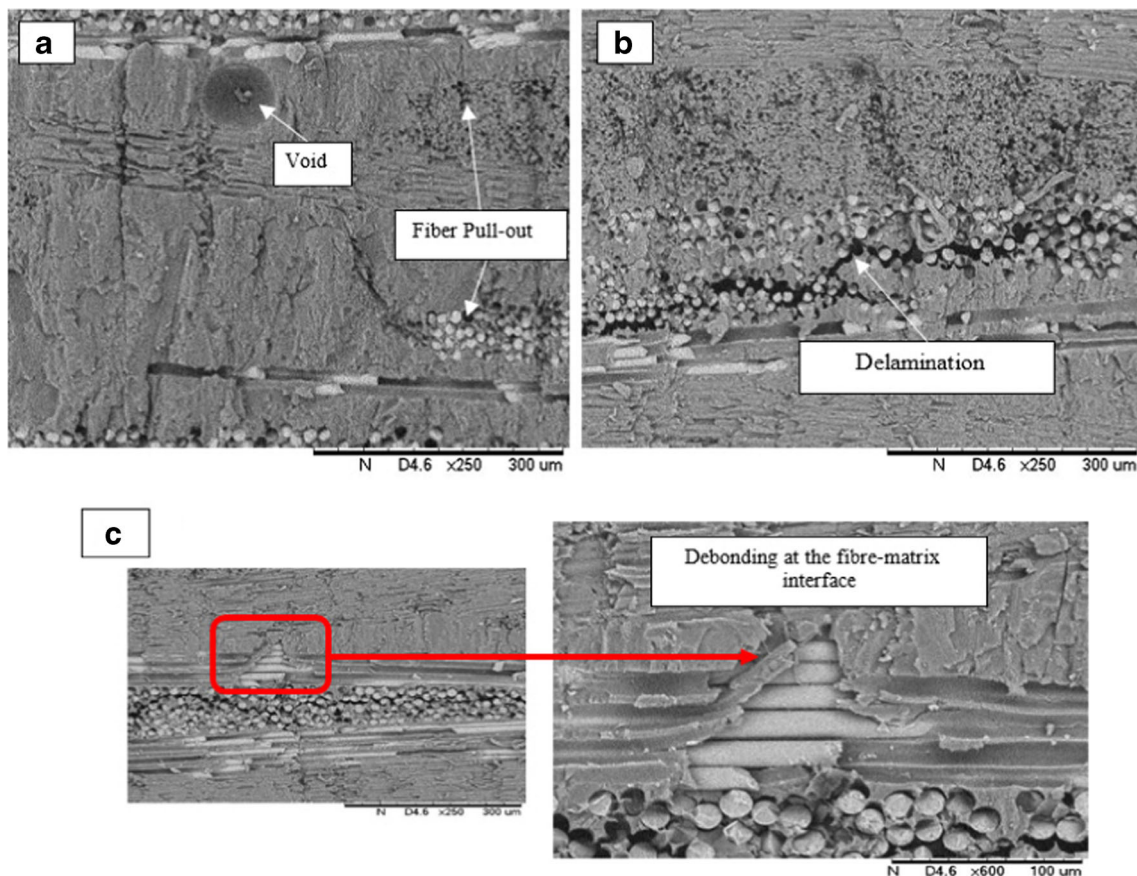 a
Void
Fiber Pull-out
N D4.6 x250 300 um
b
Delamination
N D4.6 x250 300 um
c
N D4.6 x250 300 um
Debonding at the fibre-matrix
interface
N D4.6 x600 100 um